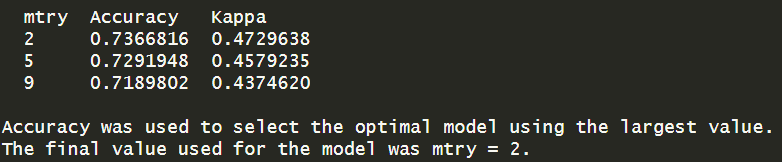 mtry  Accuracy   Kappa
2     0.7366816  0.4729638
5     0.7291948  0.4579235
9     0.7189802  0.4374620
Accuracy was used to select the optimal model using the largest value.
The final value used for the model was mtry = 2.